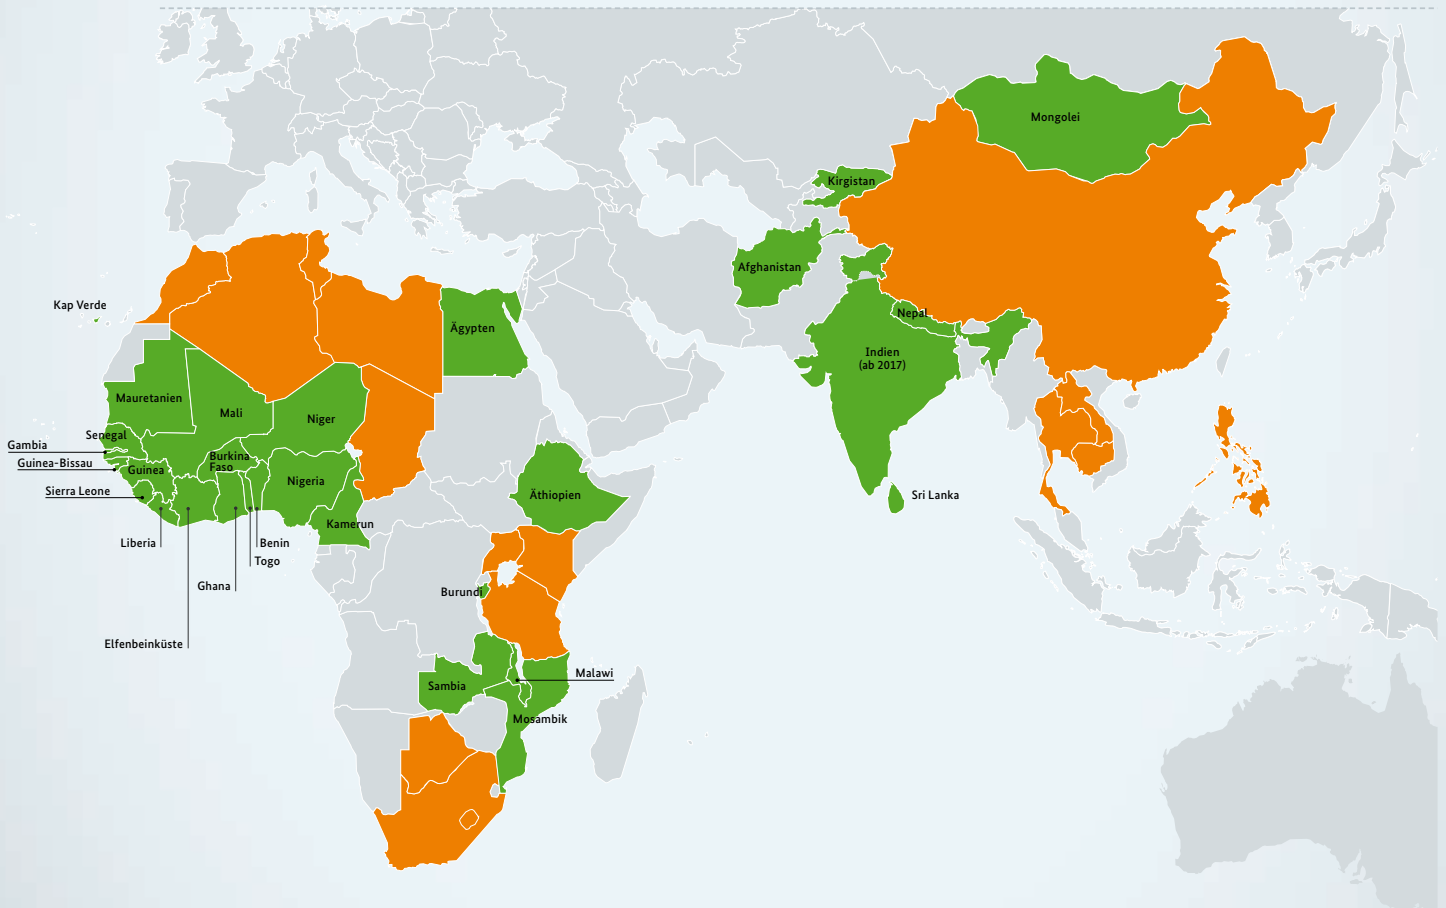 Mongolei
Kirgistan
Afghanistan
Kap Verde
Nepal
Ägypten
Indien
(ab 2017)
Mauretanien
Mali
Niger
Senegal
Gambia
Guinea-Bissau
Guinea
Burkina
Faso
Nigeria
Sierra Leone
Äthiopien
Sri Lanka
Kamerun
Liberia
Benin
Togo
Ghana
Burundi
Elfenbeinküste
Malawi
Sambia
Mosambik